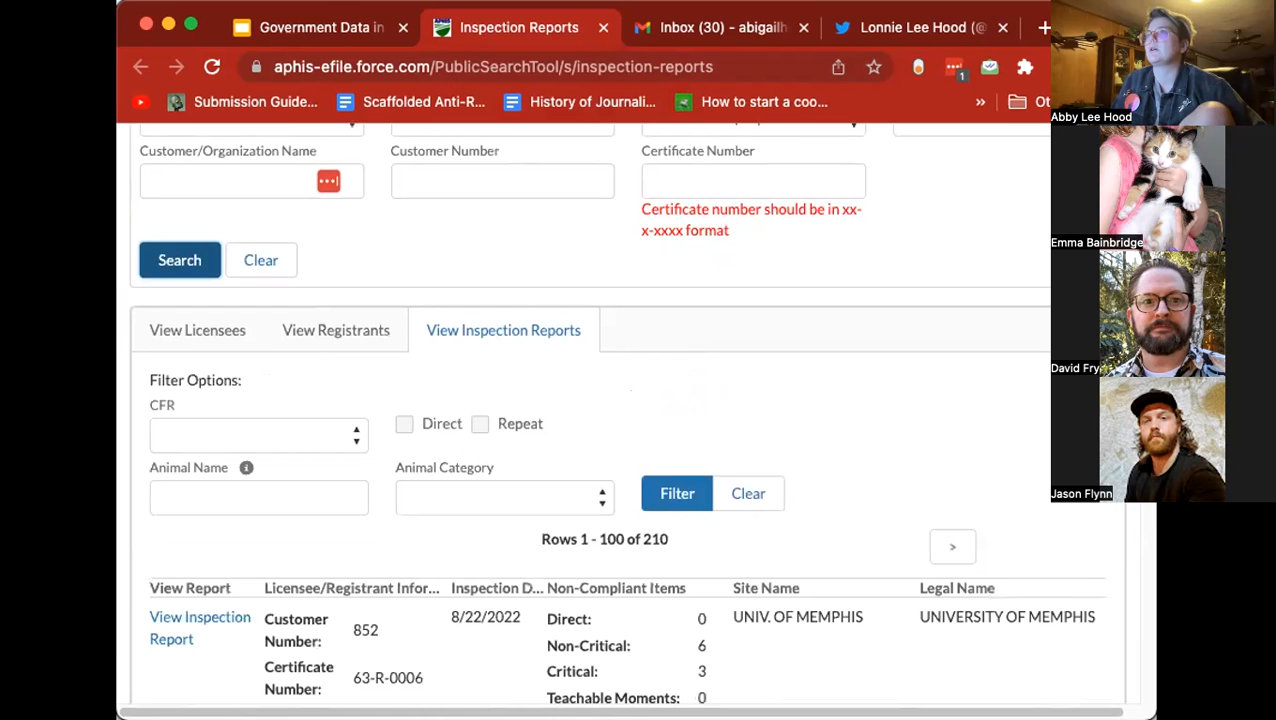 Government Data in
Inspection Reports
Inbox (30) - abigailh
Lonnie Lee Hood (@
aphis-efile.force.com/PublicSearchTool/s/inspection-reports
1
Submission Guide...
Scaffolded Anti-R...
History of Journali...
How to start a coo...
»
Ot
Customer/Organization Name
Customer Number
Certificate Number
Certificate number should be in xx-
x-xxxx format
Search
Clear
View Licensees
View Registrants
View Inspection Reports
Filter Options:
CFR
Direct
Repeat
Animal Name
Animal Category
Filter
Clear
Rows 1 - 100 of 210
>
View Report
Licensee/Registrant Infor...
Inspection D...
Non-Compliant Items
Site Name
Legal Name
View Inspection
Report
Customer
Number:
852
Certificate
Number:
63-R-0006
8/22/2022
Direct:
0
Non-Critical:
6
Critical:
3
Teachable Moments:
0
UNIV. OF MEMPHIS
UNIVERSITY OF MEMPHIS
Abby Lee Hood
Emma Bainbridge
David Fry
Jason Flynn